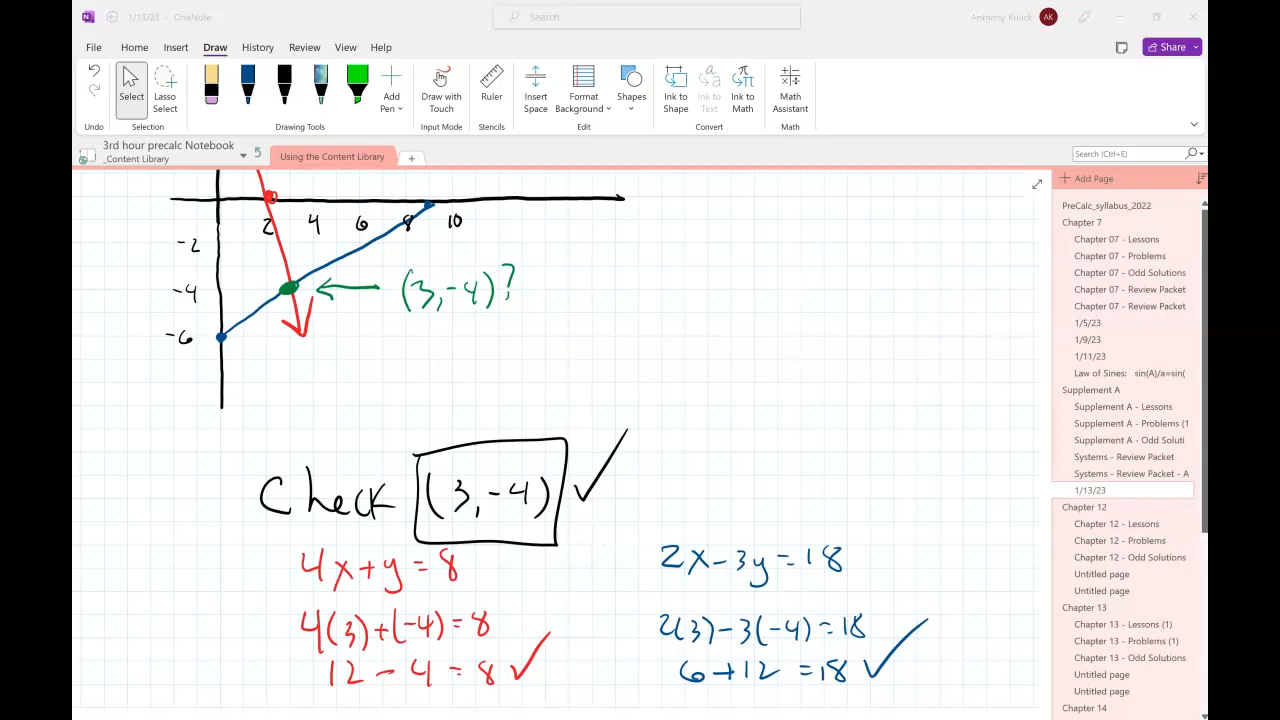 1/13/23 - OneNote
Search
Anthony Kulick AK
File Home Insert Draw History Review View Help
Share
Undo
Select
Lasso Select
Selection
Drawing Tools
Add Pen
Draw with Touch
Input Mode
Ruler
Stencils
Insert Space
Format Background
Shapes
Edit
Ink to Shape
Ink to Text
Ink to Math
Convert
Math Assistant
Math
3rd hour precalc Notebook
_Content Library
Using the Content Library
Search (Ctrl+E)
2 4 6 8 10
-2
-4
-6
(3,-4)?
Check (3,-4)
4x+y=8
4(3)+(-4)=8
12-4=8
2x-3y=18
2(3)-3(-4)=18
6+12=18
Add Page
PreCalc_syllabus_2022
Chapter 7
Chapter 07 - Lessons
Chapter 07 - Problems
Chapter 07 - Odd Solutions
Chapter 07 - Review Packet
Chapter 07 - Review Packet
1/5/23
1/9/23
1/11/23
Law of Sines: sin(A)/a=sin(
Supplement A
Supplement A - Lessons
Supplement A - Problems (1
Supplement A - Odd Soluti
Systems - Review Packet
Systems - Review Packet - A
1/13/23
Chapter 12
Chapter 12 - Lessons
Chapter 12 - Problems
Chapter 12 - Odd Solutions
Untitled page
Untitled page
Chapter 13
Chapter 13 - Lessons (1)
Chapter 13 - Problems (1)
Chapter 13 - Odd Solutions
Untitled page
Untitled page
Chapter 14